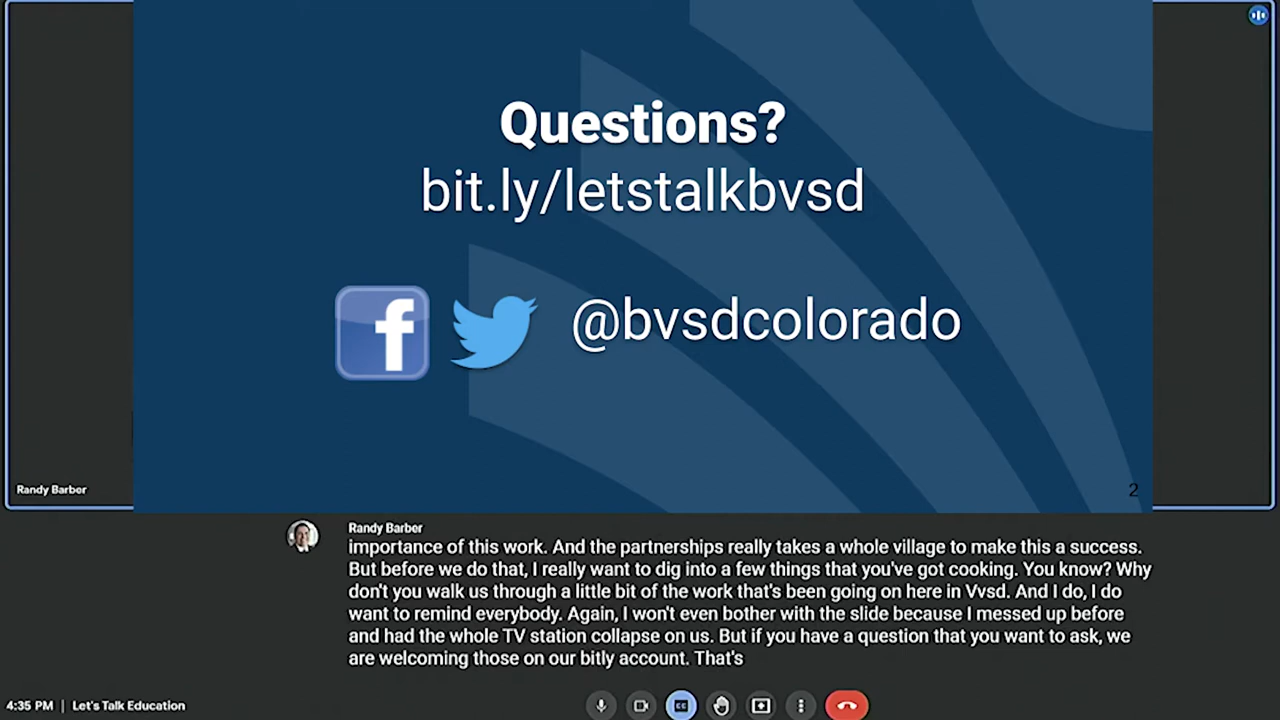 Questions?
bit.ly/letstalkbvsd
f
@bvsdcolorado
2
Randy Barber
Randy Barber
importance of this work. And the partnerships really takes a whole village to make this a success.
But before we do that, I really want to dig into a few things that you've got cooking. You know? Why
don't you walk us through a little bit of the work that's been going on here in Vvsd. And I do, I do
want to remind everybody. Again, I won't even bother with the slide because I messed up before
and had the whole TV station collapse on us. But if you have a question that you want to ask, we
are welcoming those on our bitly account. That's
4:35 PM | Let's Talk Education